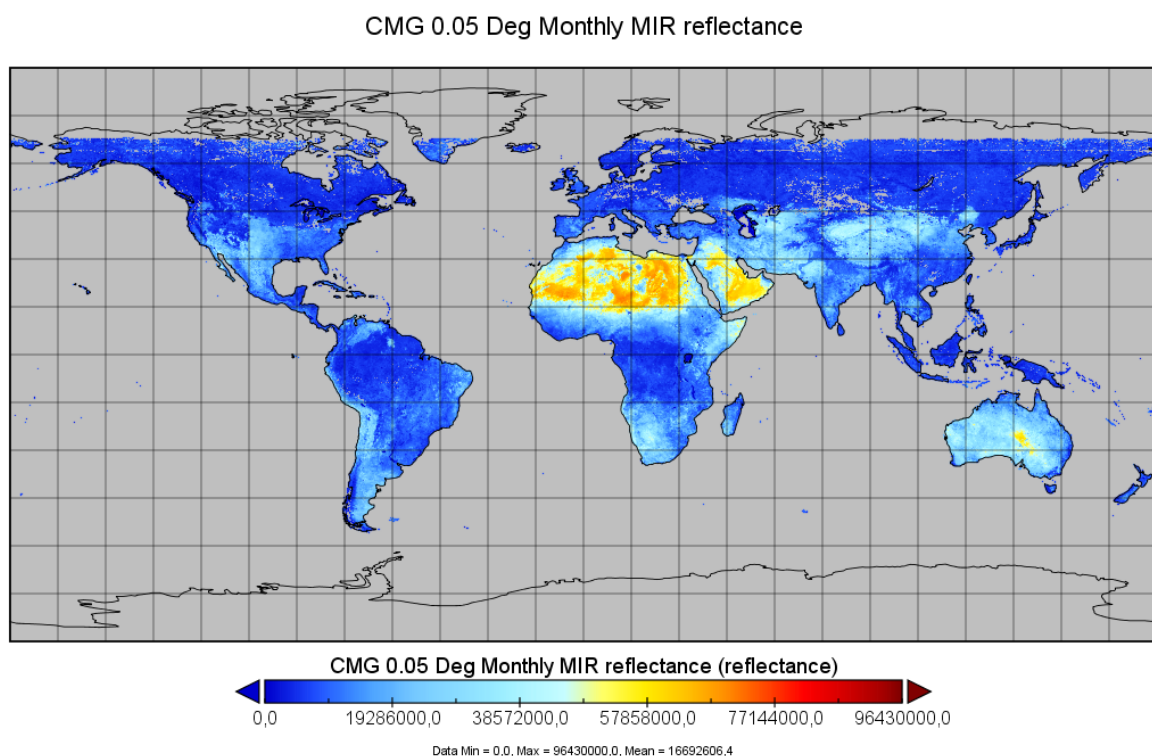 CMG 0.05 Deg Monthly MIR reflectance
CMG 0.05 Deg Monthly MIR reflectance (reflectance)
0,0 19286000,0 38572000,0 57858000,0 77144000,0 96430000,0
Data Min = 0,0, Max = 96430000,0, Mean = 16692606,4